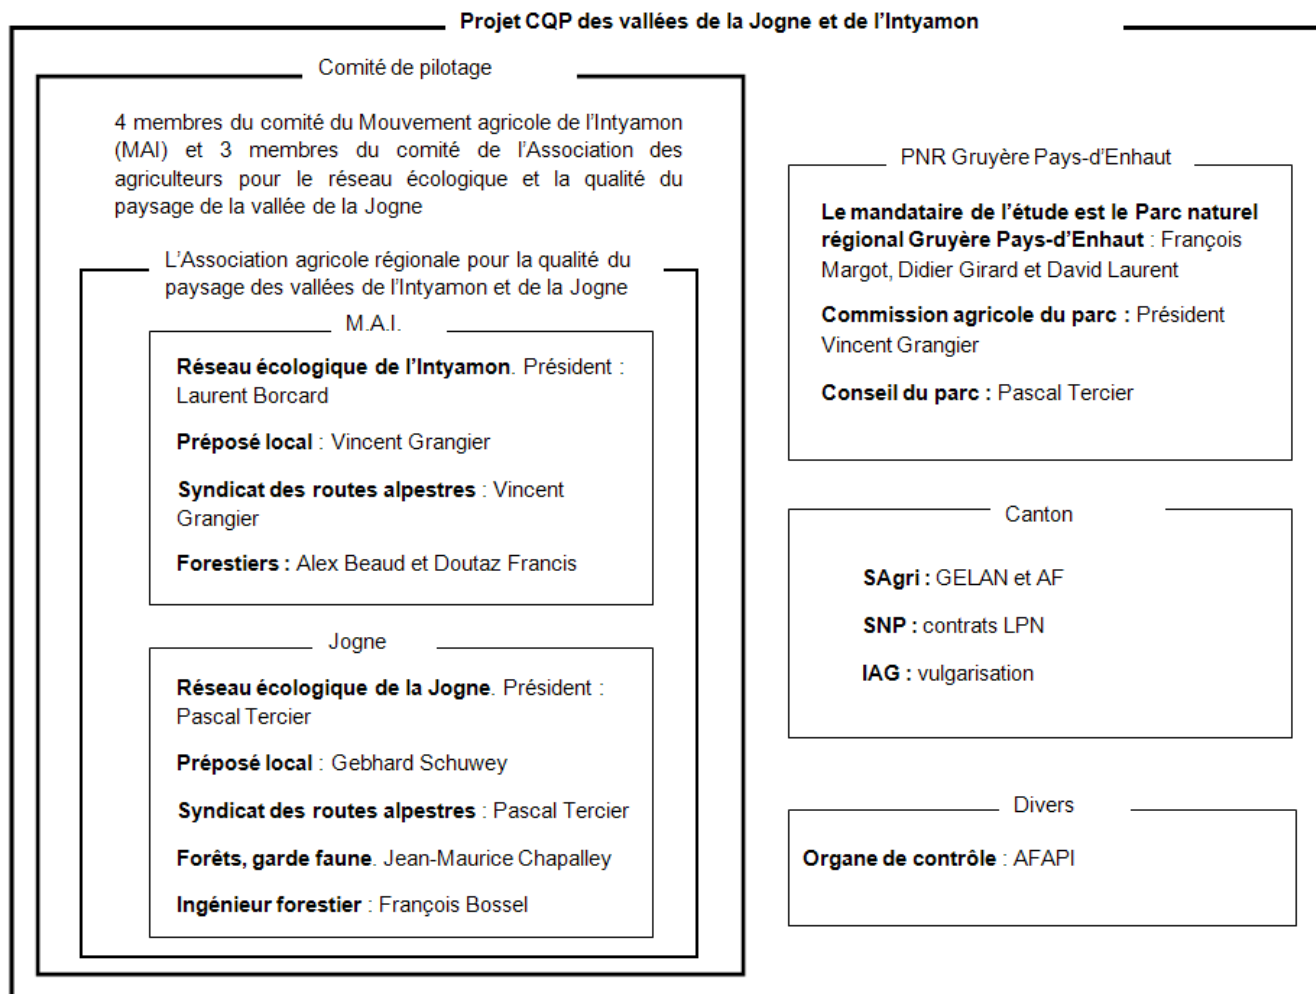 Projet CQP des vallées de la Jogne et de l'Intyamon
Comité de pilotage
4 membres du comité du Mouvement agricole de l'Intyamon
(MAI) et 3 membres du comité de l'Association des
agriculteurs pour le réseau écologique et la qualité du
paysage de la vallée de la Jogne
L'Association agricole régionale pour la qualité du
paysage des vallées de l'Intyamon et de la Jogne
M.A.I.
Réseau écologique de l'Intyamon. Président :
Laurent Borcard
Préposé local : Vincent Grangier
Syndicat des routes alpestres : Vincent
Grangier
Forestiers : Alex Beaud et Doutaz Francis
Jogne
Réseau écologique de la Jogne. Président :
Pascal Tercier
Préposé local : Gebhard Schuwey
Syndicat des routes alpestres : Pascal Tercier
Forêts, garde faune. Jean-Maurice Chapalley
Ingénieur forestier : François Bossel
PNR Gruyère Pays-d'Enhaut
Le mandataire de l'étude est le Parc naturel
régional Gruyère Pays-d'Enhaut : François
Margot, Didier Girard et David Laurent
Commission agricole du parc : Président
Vincent Grangier
Conseil du parc : Pascal Tercier
Canton
SAgri : GELAN et AF
SNP : contrats LPN
IAG : vulgarisation
Divers
Organe de contrôle : AFAPI